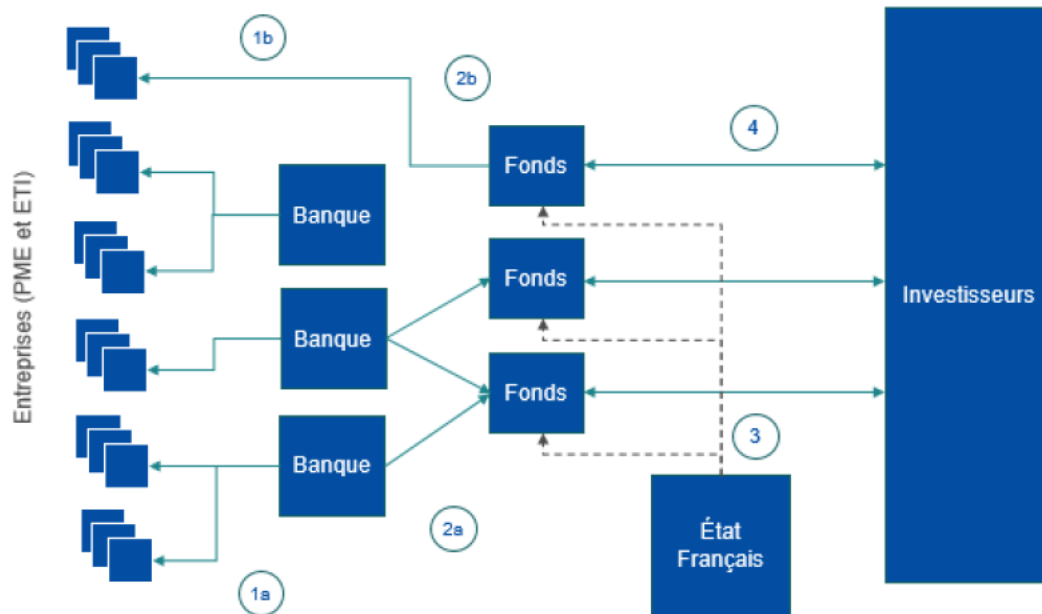 Entreprises (PME et ETI)
1b
2b
4
Fonds
Banque
Fonds
Investisseurs
Banque
Fonds
3
Banque
2a
État
Français
1a